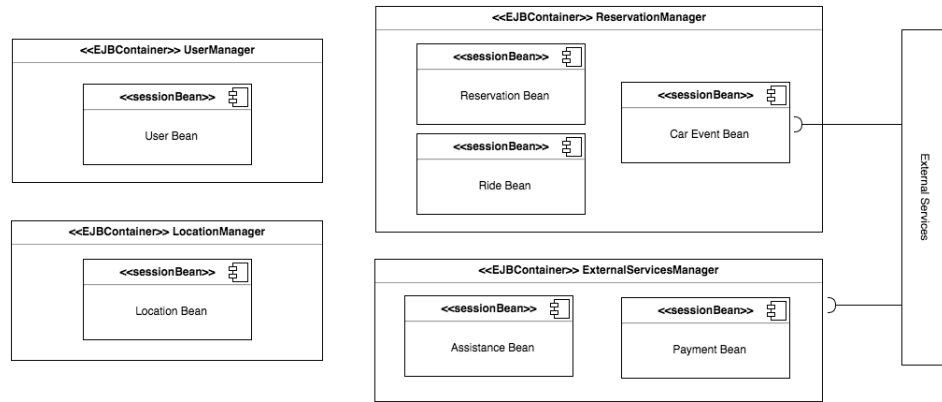 <<EJBContainer>> UserManager
<<sessionBean>>
User Bean
<<EJBContainer>> LocationManager
<<sessionBean>>
Location Bean
<<EJBContainer>> ReservationManager
<<sessionBean>>
Reservation Bean
<<sessionBean>>
Ride Bean
<<sessionBean>>
Car Event Bean
<<EJBContainer>> ExternalServicesManager
<<sessionBean>>
Assistance Bean
<<sessionBean>>
Payment Bean
External Services